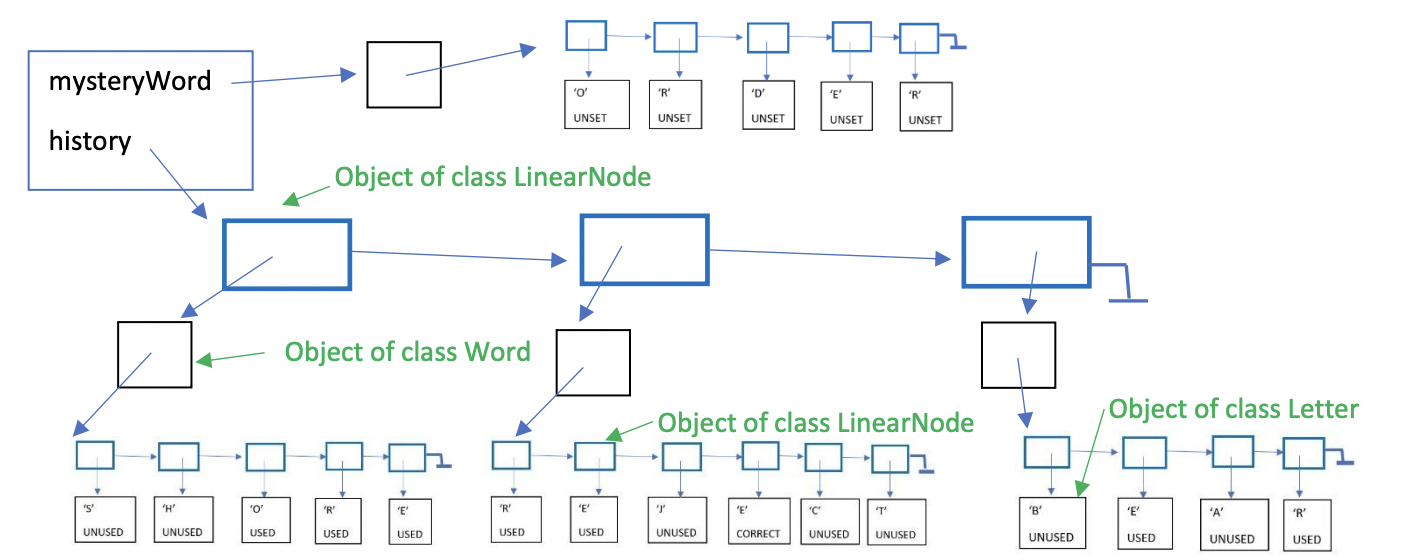 mysteryWord
history
‘O’ UNSET
‘R’ UNSET
‘D’ UNSET
‘E’ UNSET
‘R’ UNSET
Object of class LinearNode
Object of class Word
Object of class LinearNode
Object of class Letter
‘S’ UNUSED
‘H’ UNUSED
‘O’ USED
‘R’ USED
‘E’ USED
‘R’ USED
‘E’ USED
‘J’ UNUSED
‘E’ CORRECT
‘C’ UNUSED
‘T’ UNUSED
‘B’ UNUSED
‘E’ USED
‘A’ UNUSED
‘R’ USED